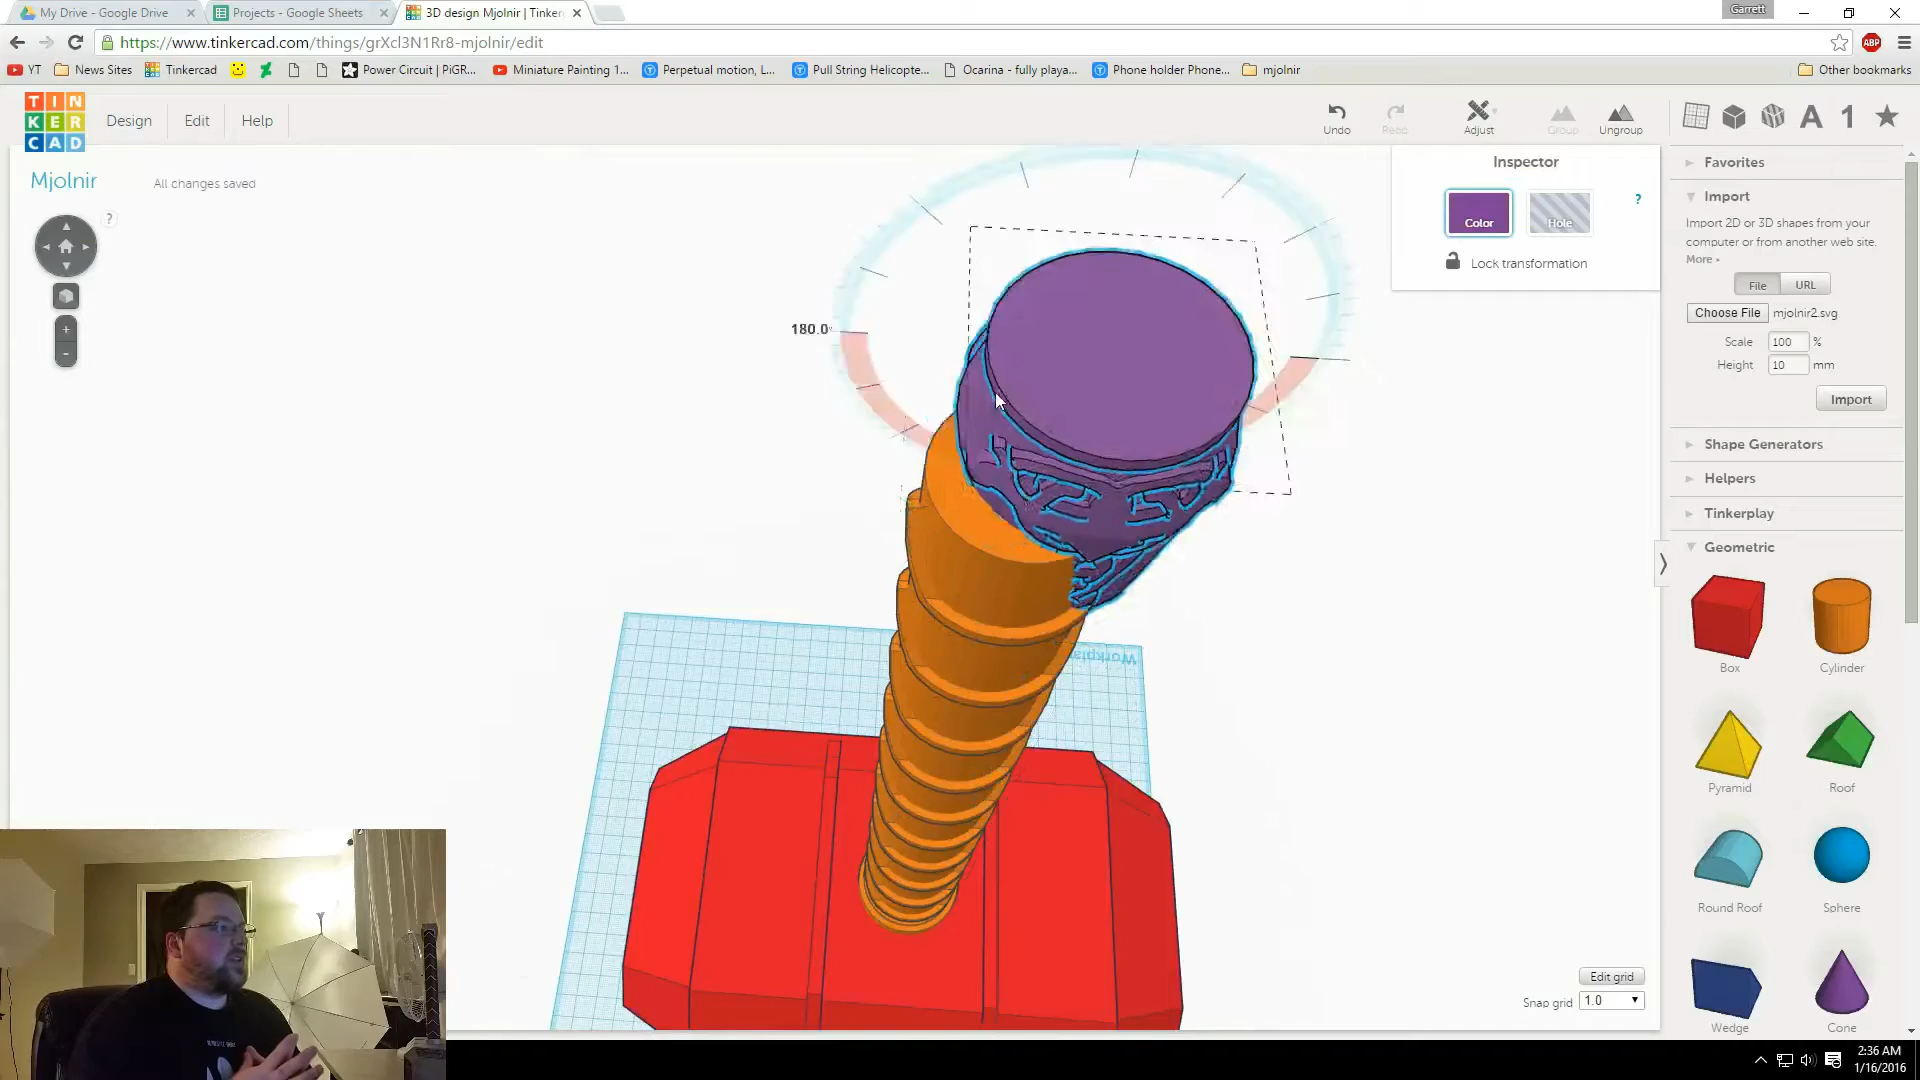 My Drive - Google Drive
Projects - Google Sheets
3D design Mjolnir | Tinker
Garrett
https://www.tinkercad.com/things/grXcl3N1Rr8-mjolnir/edit
ABP
YT
News Sites
Tinkercad
Power Circuit | PiGR...
Miniature Painting 1...
Perpetual motion, L...
Pull String Helicopte...
Ocarina - fully playa...
Phone holder Phone...
mjolnir
Other bookmarks
TIN
KER
CAD
Design
Edit
Help
Undo
Redo
Adjust
Group
Ungroup
A
1
Mjolnir
All changes saved
?
+
-
180.0°
Workplane
Inspector
Color
Hole
?
Lock transformation
Favorites
Import
Import 2D or 3D shapes from your
computer or from another web site.
More
File
URL
Choose File
mjolnir2.svg
Scale
100
%
Height
10
mm
Import
Shape Generators
Helpers
Tinkerplay
Geometric
Box
Cylinder
Pyramid
Roof
Round Roof
Sphere
Wedge
Cone
Edit grid
Snap grid
1.0
2:36 AM
1/16/2016